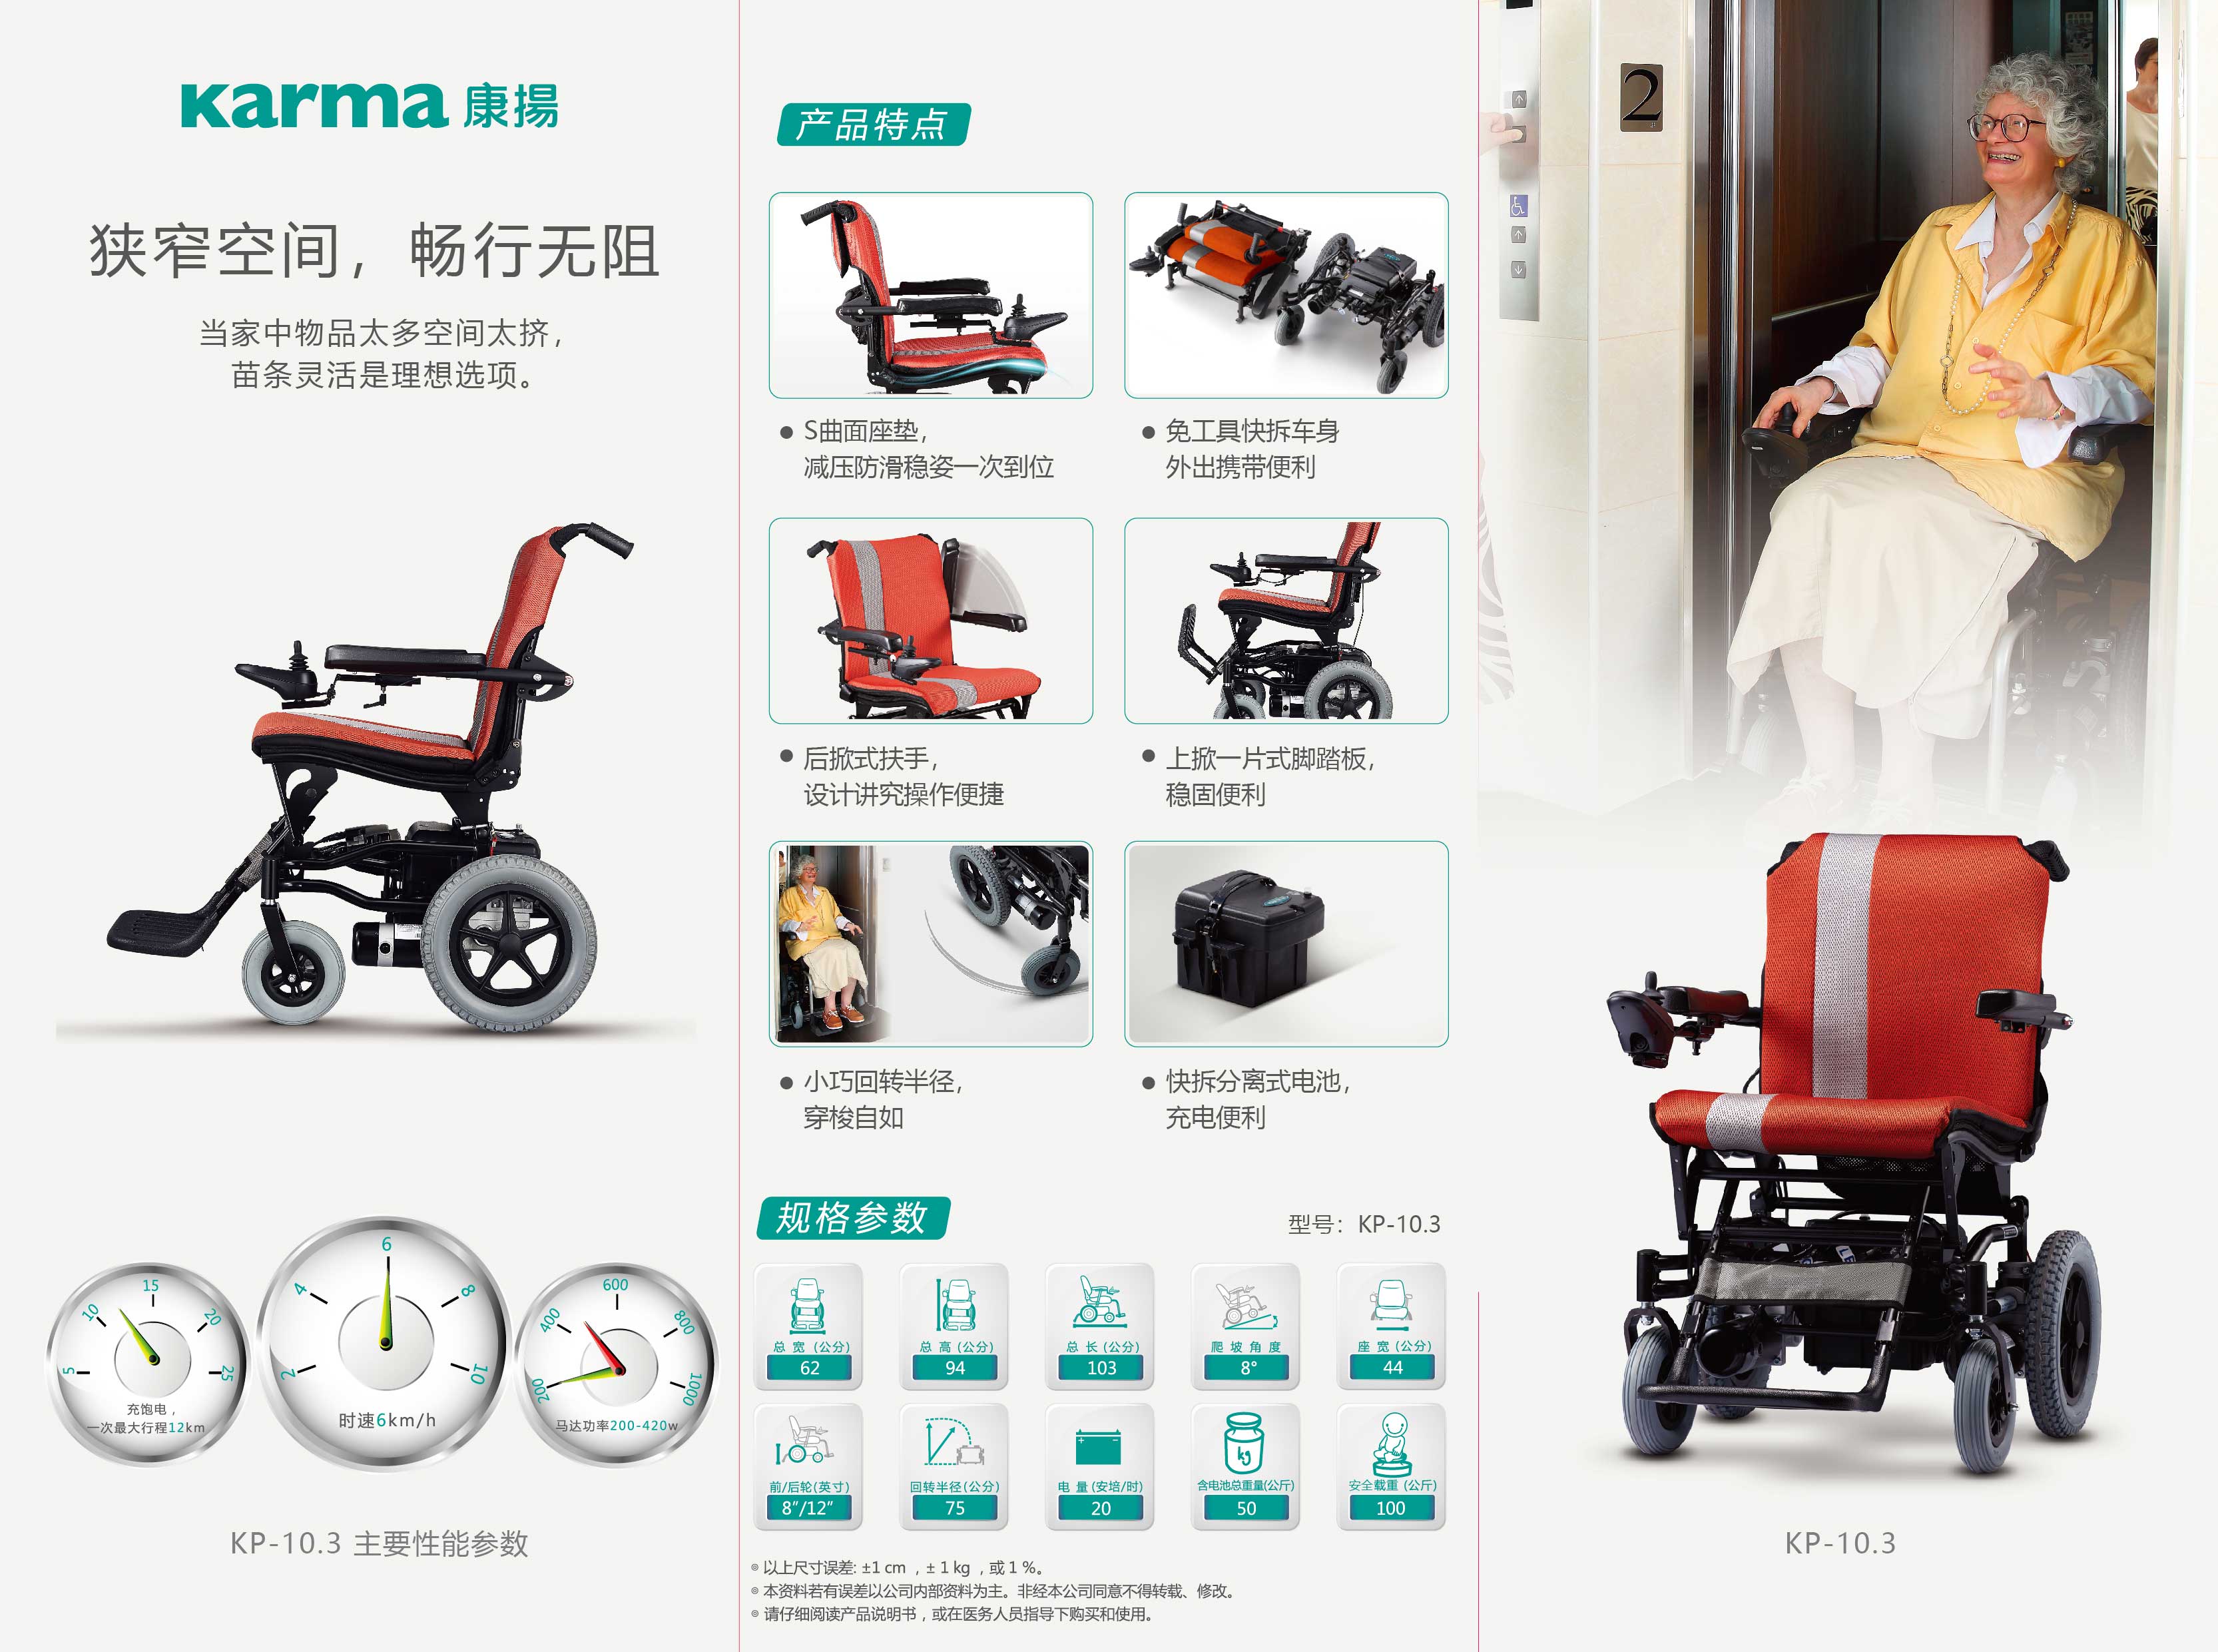 Karma 康揚
狭窄空间，畅行无阻
当家中物品太多空间太挤，
苗条灵活是理想选项。
5
10
15
20
25
充饱电，
一次最大行程12km
2
4
6
8
10
时速6km/h
200
400
600
800
1000
马达功率200-420w
KP-10.3 主要性能参数
产品特点
S曲面座垫，
减压防滑稳姿一次到位
免工具快拆车身
外出携带便利
后掀式扶手，
设计讲究操作便捷
上掀一片式脚踏板，
稳固便利
小巧回转半径，
穿梭自如
快拆分离式电池，
充电便利
规格参数
型号：KP-10.3
总 宽 (公分)
62
总 高 (公分)
94
总 长 (公分)
103
爬 坡 角 度
8°
座 宽 (公分)
44
前/后轮(英寸)
8”/12”
回转半径(公分)
75
电 量 (安培/时)
20
kg
含电池总重量(公斤)
50
安全载重 (公斤)
100
◎ 以上尺寸误差: ±1 cm ，± 1 kg ，或 1 %。
◎ 本资料若有误差以公司内部资料为主。非经本公司同意不得转载、修改。
◎ 请仔细阅读产品说明书，或在医务人员指导下购买和使用。
2
KP-10.3